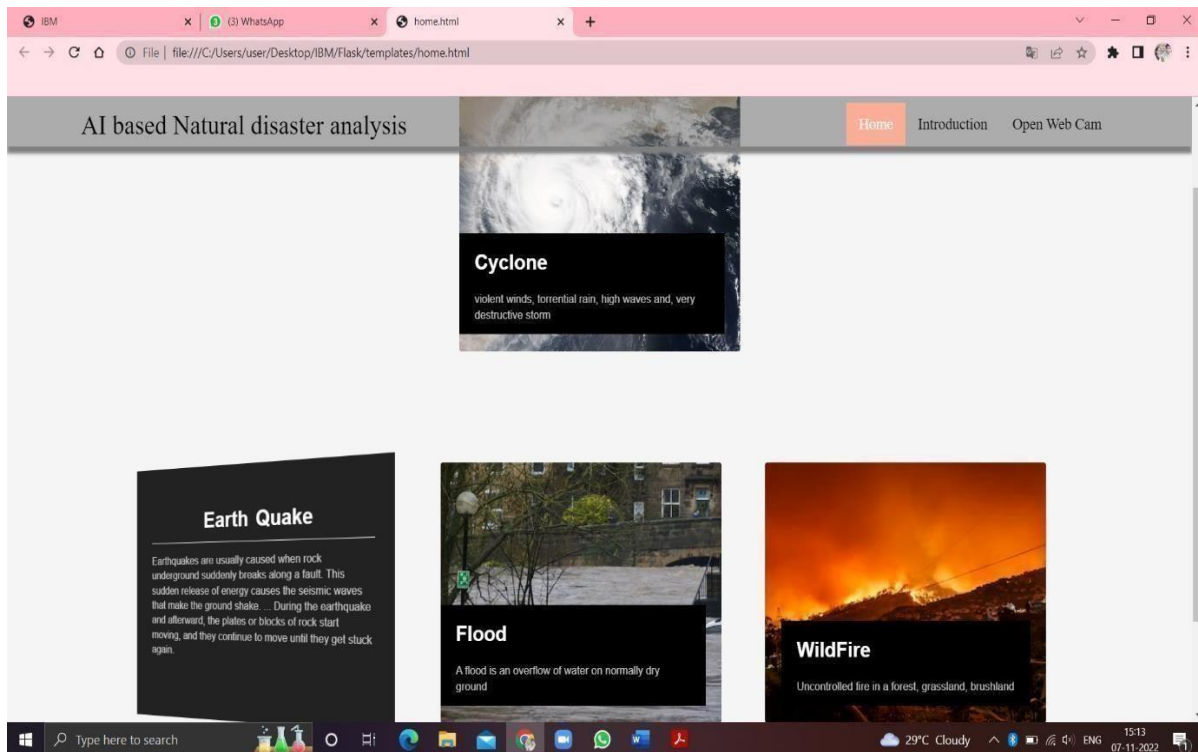 IBM
(3) WhatsApp
home.html
File | file:///C:/Users/user/Desktop/IBM/Flask/templates/home.html
AI based Natural disaster analysis
Home
Introduction
Open Web Cam
Cyclone
violent winds, torrential rain, high waves and, very
destructive storm
Earth Quake
Earthquakes are usually caused when rock
underground suddenly breaks along a fault. This
sudden release of energy causes the seismic waves
that make the ground shake. ... During the earthquake
and afterward, the plates or blocks of rock start
moving, and they continue to move until they get stuck
again.
Flood
A flood is an overflow of water on normally dry
ground
WildFire
Uncontrolled fire in a forest, grassland, brushland
Type here to search
29°C Cloudy
ENG
15:13
07-11-2022